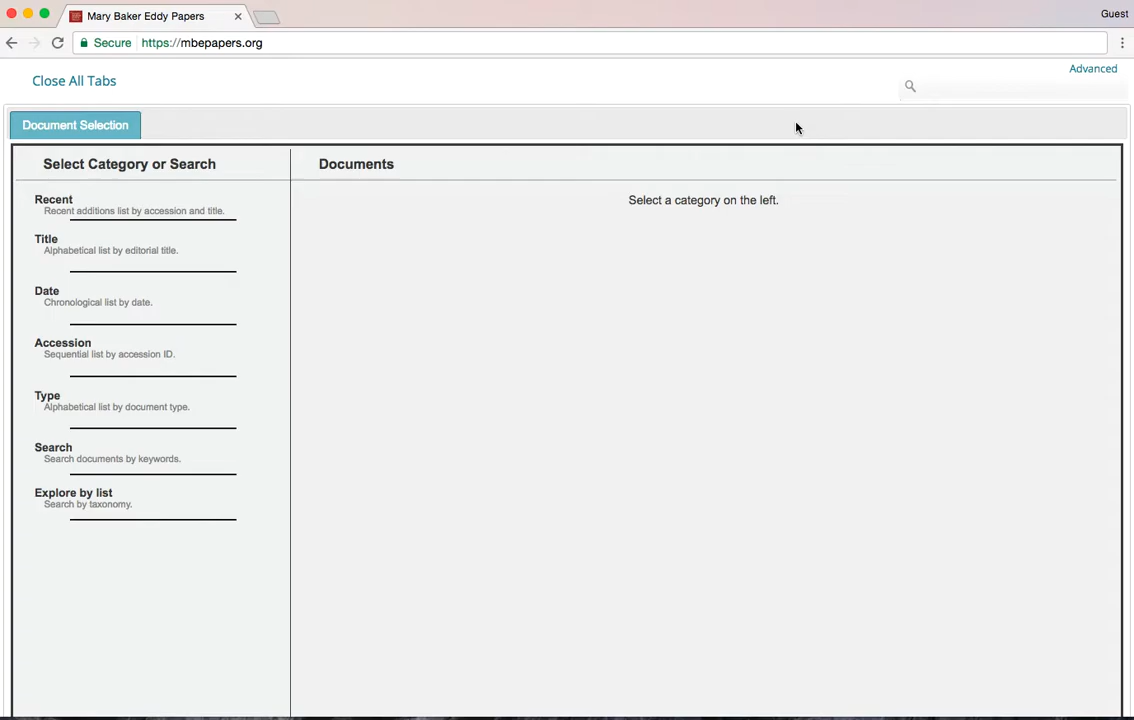 Mary Baker Eddy Papers
Guest
Secure https://mbepapers.org
Advanced
Close All Tabs
Document Selection
Select Category or Search
Documents
Recent
Recent additions list by accession and title.
Select a category on the left.
Title
Alphabetical list by editorial title.
Date
Chronological list by date.
Accession
Sequential list by accession ID.
Type
Alphabetical list by document type.
Search
Search documents by keywords.
Explore by list
Search by taxonomy.